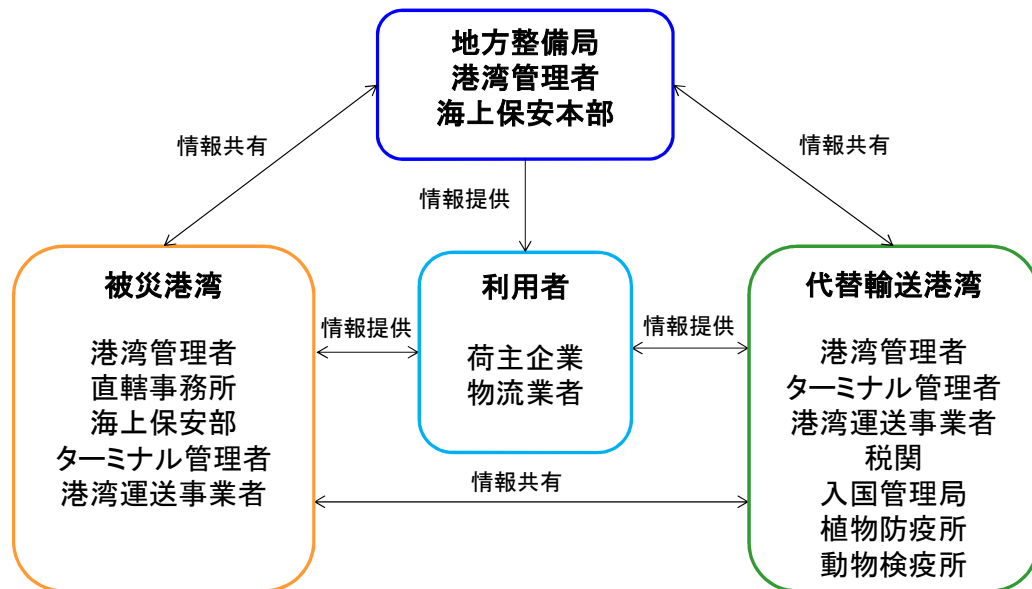 地方整備局
港湾管理者
海上保安本部
情報共有
情報共有
情報提供
被災港湾
港湾管理者
直轄事務所
海上保安部
ターミナル管理者
港湾運送事業者
情報提供
利用者
荷主企業
物流業者
情報提供
代替輸送港湾
港湾管理者
ターミナル管理者
港湾運送事業者
税関
入国管理局
植物防疫所
動物検疫所
情報共有